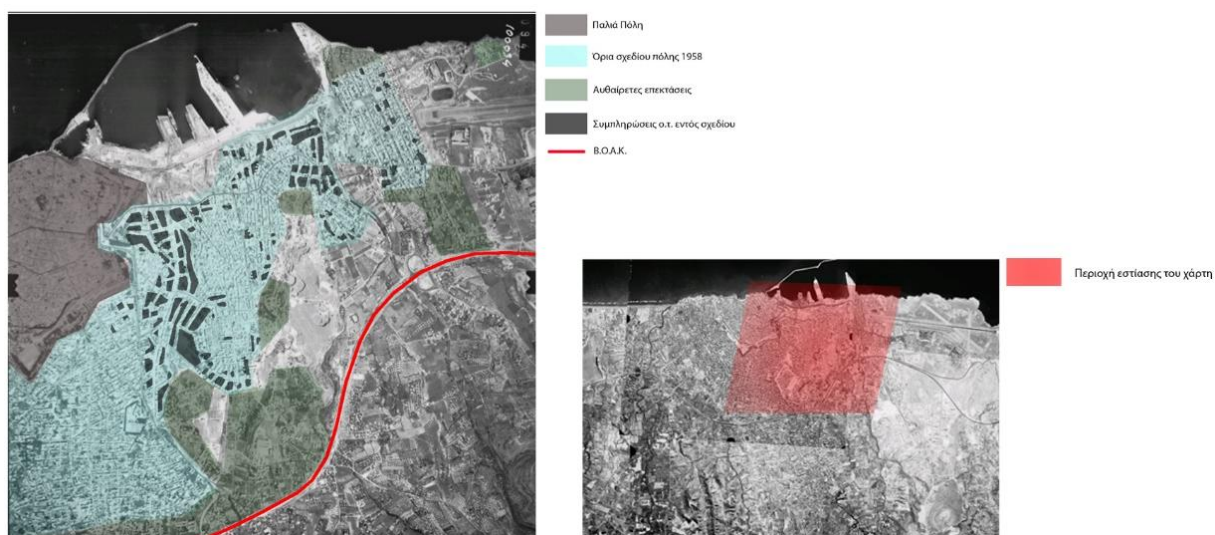 Παλιά Πόλη
Όρια σχεδίου πόλης 1958
Αυθαίρετες επεκτάσεις
Συμπληρώσεις ο.τ. εντός σχεδίου
Β.Ο.Α.Κ.
Περιοχή εστίασης του χάρτη